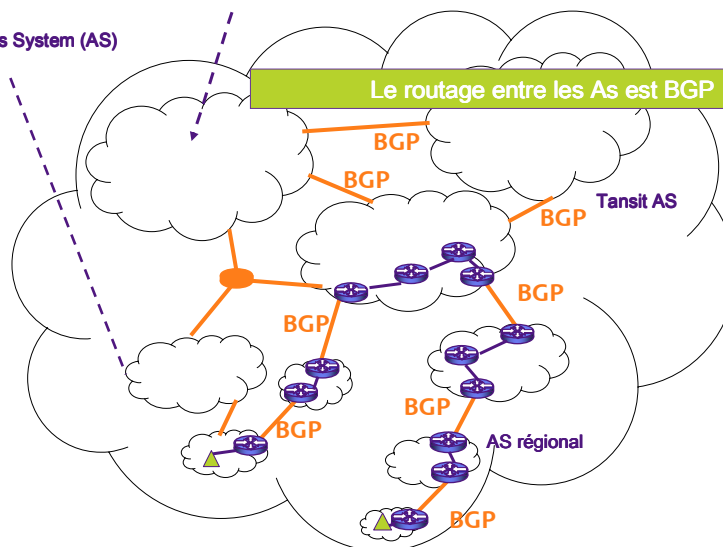 s System (AS)
Le routage entre les As est BGP
BGP
BGP
Tansit AS
BGP
BGP
BGP
BGP
AS régional
BGP
BGP